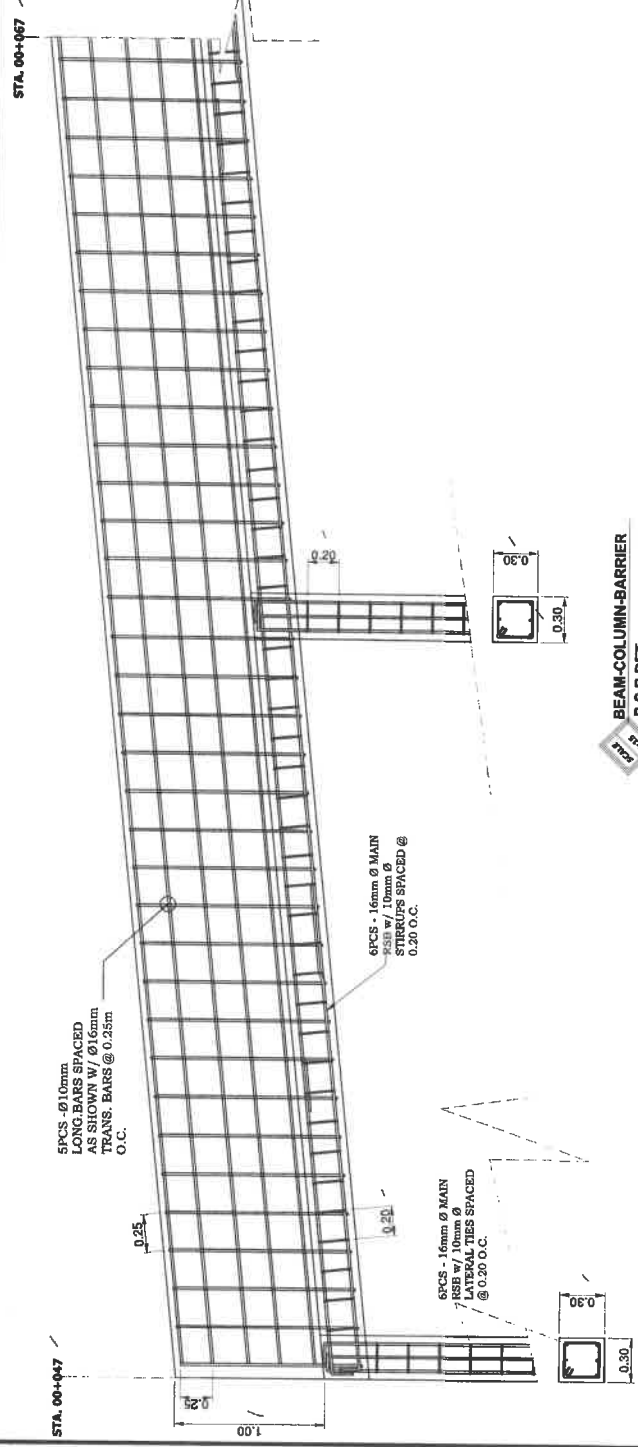 STA. 00+047
STA. 00+067
5PCS -Ø10mm
LONG.BARS SPACED
AS SHOWN W/ Ø16mm
TRANS. BARS @ 0.25m
O.C.
0.25
0.25
1.00
0.20
0.20
6PCS - 16mm Ø MAIN
RSB w/ 10mm Ø
STIRRUPS SPACED @
0.20 O.C.
6PCS - 16mm Ø MAIN
RSB w/ 10mm Ø
LATERAL TIES SPACED
@ 0.20 O.C.
0.30
0.30
0.30
0.30
SCALE
BEAM-COLUMN-BARRIER